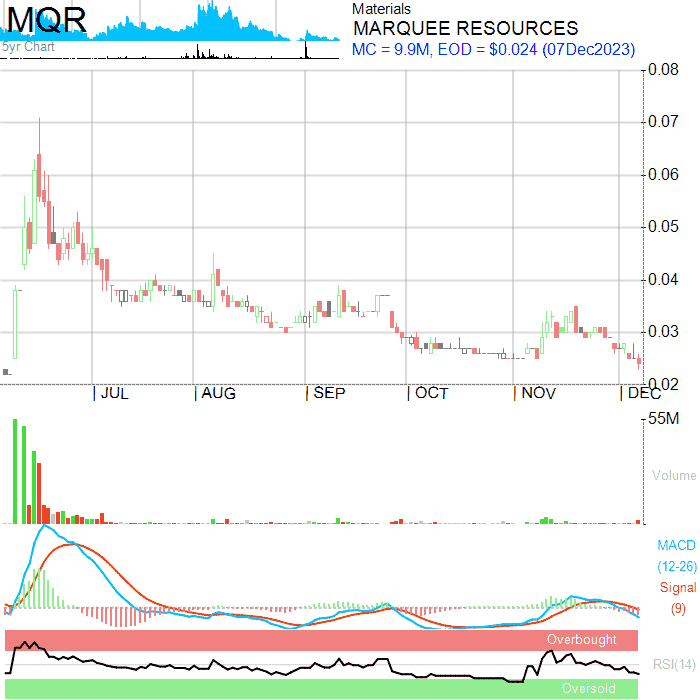 MQR
5yr Chart
Materials
MARQUEE RESOURCES
MC = 9.9M, EOD = $0.024 (07Dec2023)
0.08
0.07
0.06
0.05
0.04
0.03
0.02
JUL AUG SEP OCT NOV DEC
55M
Volume
MACD
(12-26)
Signal
(9)
Overbought
RSI(14)
Oversold